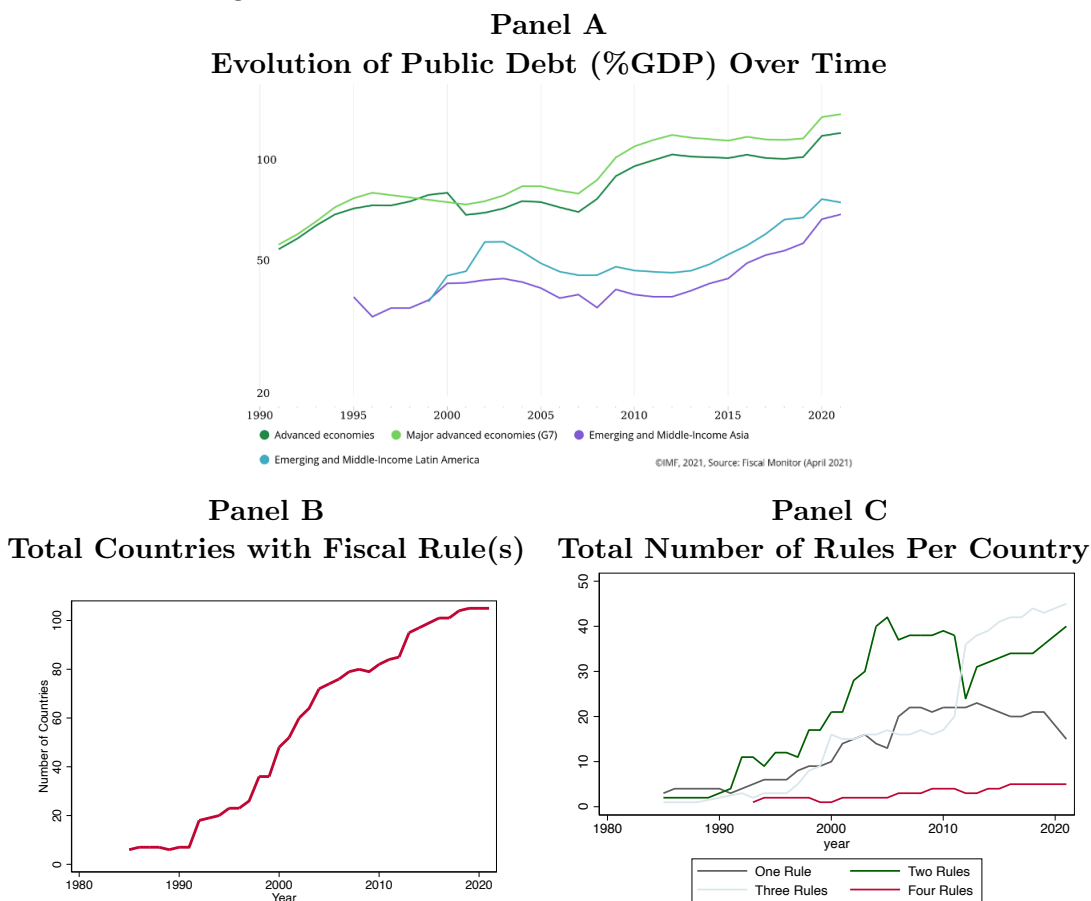 Panel A
Evolution of Public Debt (%GDP) Over Time
100
50
20
1990 1995 2000 2005 2010 2015 2020
Advanced economies Major advanced economies (G7) Emerging and Middle-Income Asia
Emerging and Middle-Income Latin America
©IMF, 2021, Source: Fiscal Monitor (April 2021)
Panel B
Total Countries with Fiscal Rule(s)
Number of Countries
100
80
60
40
20
0
1980 1990 2000 2010 2020
Year
Panel C
Total Number of Rules Per Country
50
40
30
20
10
0
1980 1990 2000 2010 2020
year
One Rule Two Rules
Three Rules Four Rules